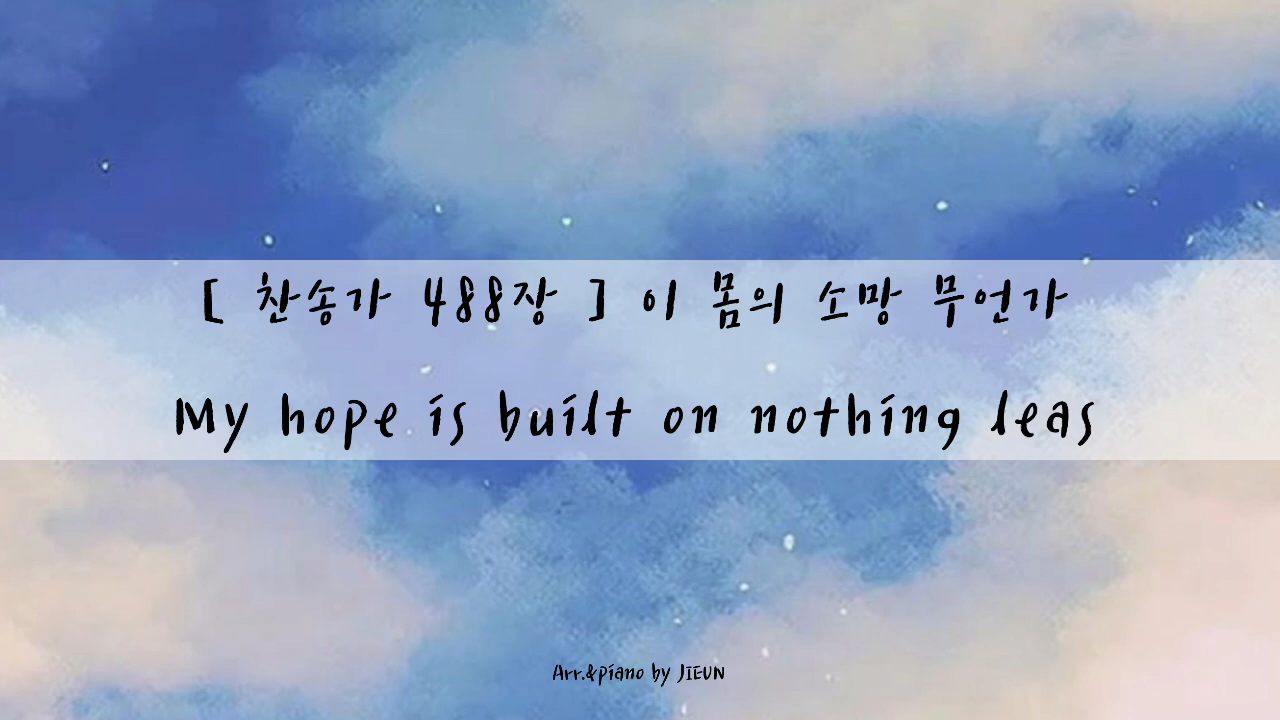 [ 찬송가 488장 ] 이 몸의 소망 무언가
My hope is built on nothing leas
Arr.&piano by JIEUN